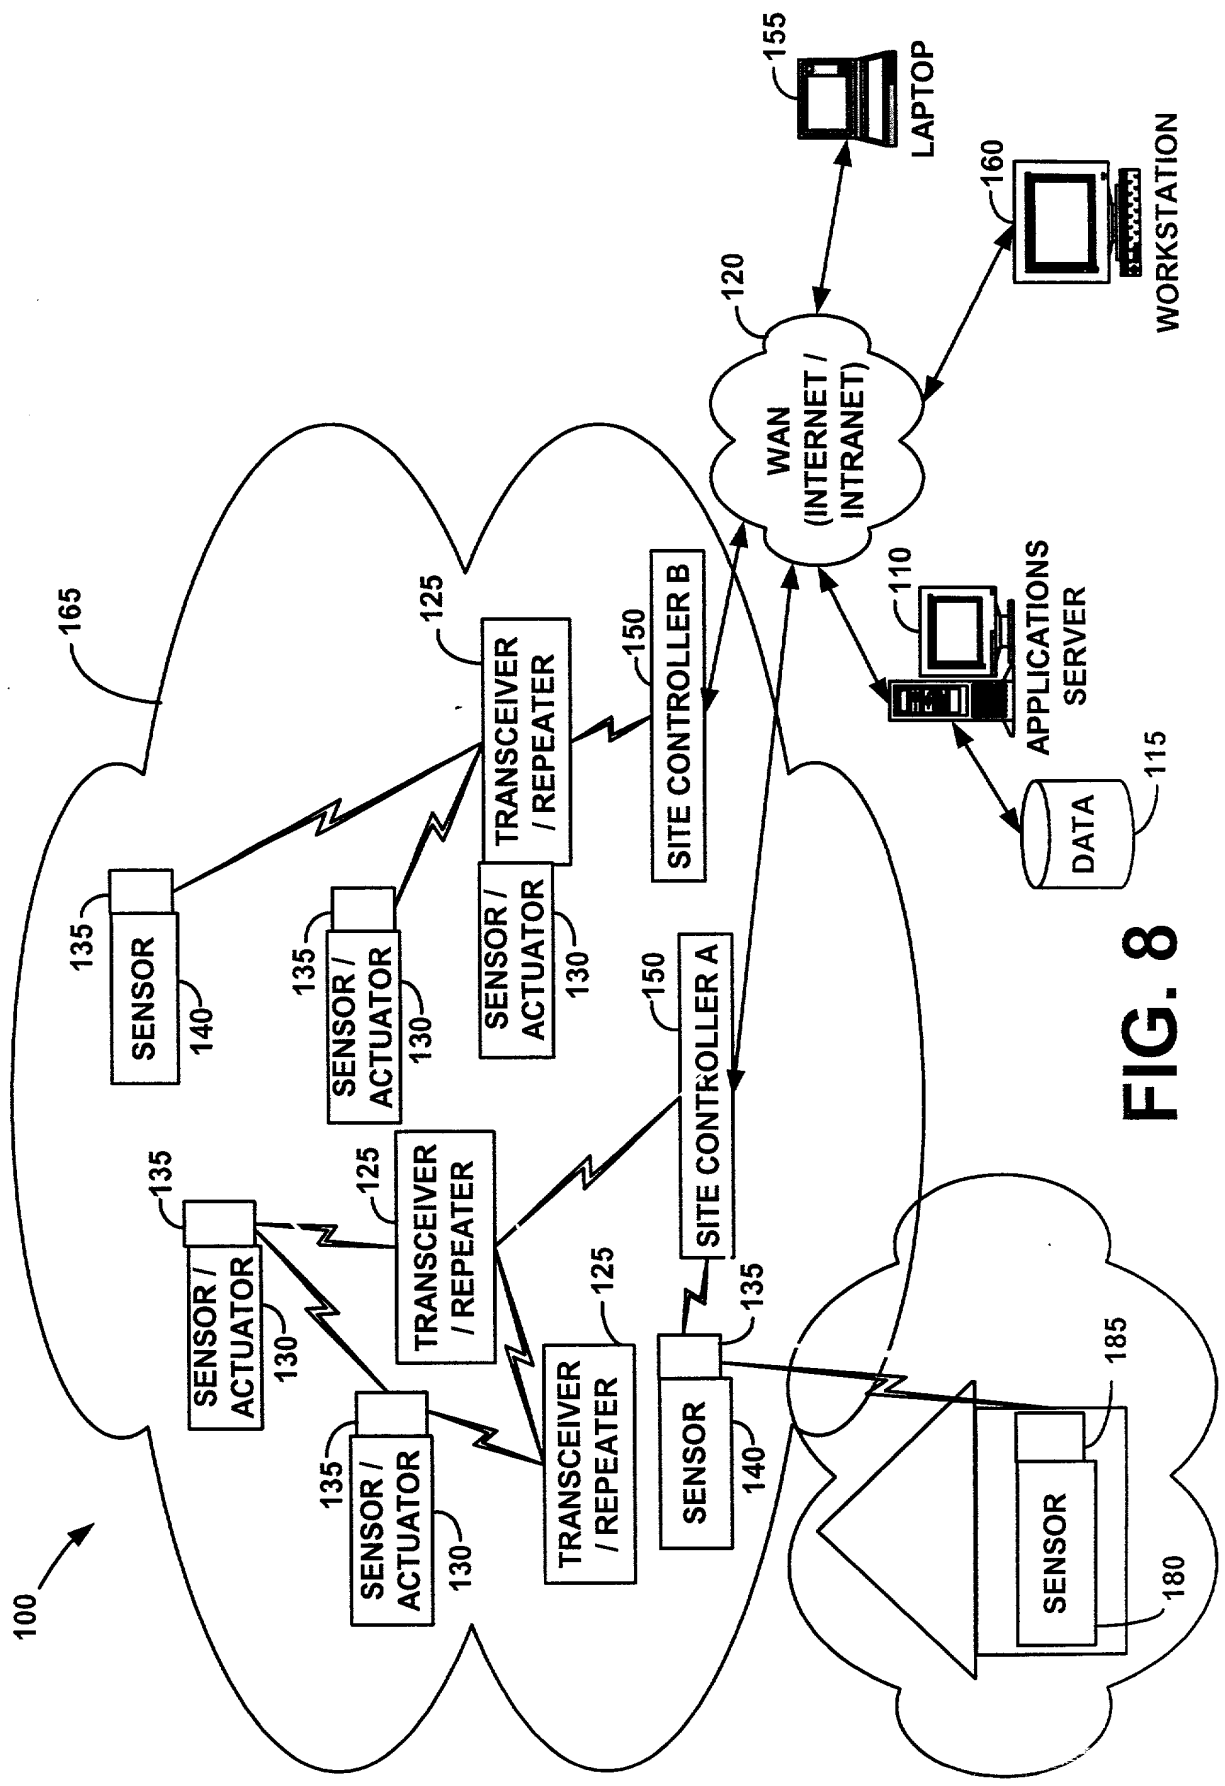 100
165
135
SENSOR
140
135
SENSOR /
ACTUATOR
130
TRANSCEIVER
/ REPEATER
125
SENSOR /
ACTUATOR
130
SITE CONTROLLER B
150
135
SENSOR /
ACTUATOR
130
TRANSCEIVER
/ REPEATER
125
135
SENSOR /
ACTUATOR
130
TRANSCEIVER
/ REPEATER
125
SITE CONTROLLER A
150
135
SENSOR
140
SENSOR
180
185
WAN
(INTERNET /
INTRANET)
120
155
LAPTOP
160
WORKSTATION
110
APPLICATIONS
SERVER
DATA
115
FIG. 8